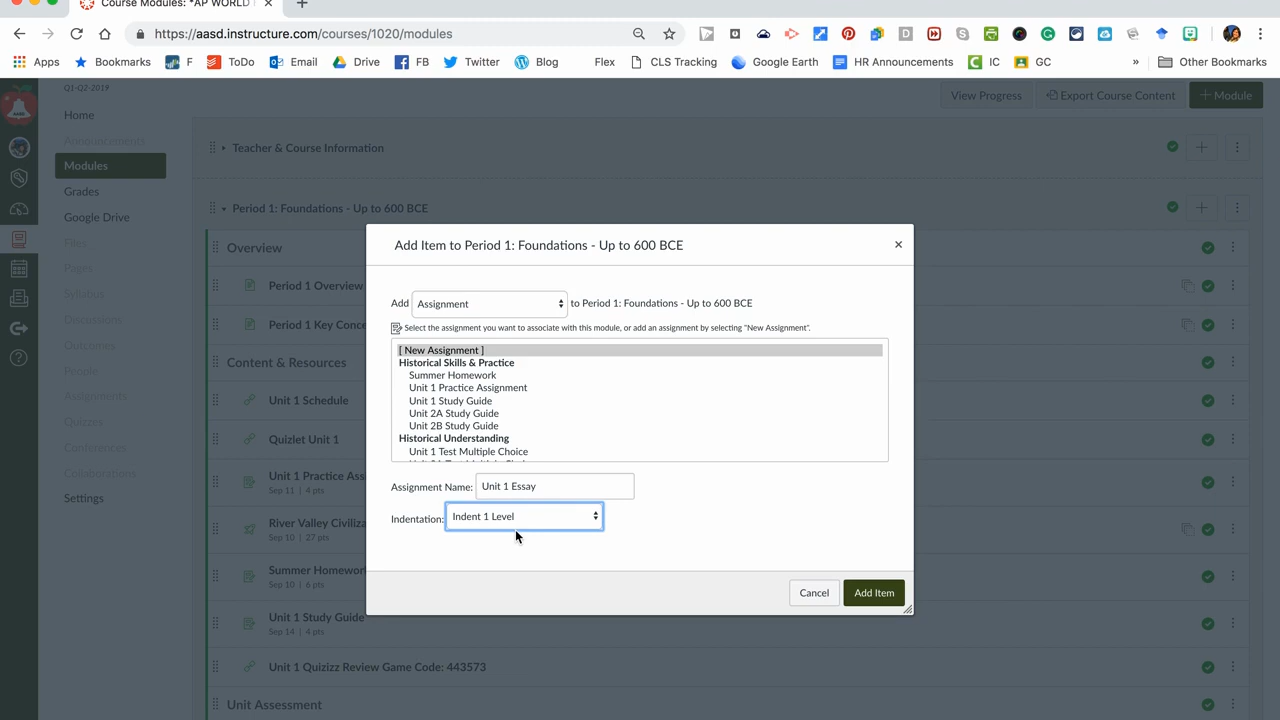 Course Modules: *AP WORLD
https://aasd.instructure.com/courses/1020/modules
Apps Bookmarks F ToDo Email Drive FB Twitter Blog Flex CLS Tracking Google Earth HR Announcements IC GC » Other Bookmarks
Q1-Q2-2019
Home
Announcements
Modules
Grades
Google Drive
Files
Pages
Syllabus
Discussions
Outcomes
People
Assignments
Quizzes
Conferences
Collaborations
Settings
View Progress Export Course Content + Module
Teacher & Course Information
Period 1: Foundations - Up to 600 BCE
Overview
Period 1 Overview
Period 1 Key Conce
Content & Resources
Unit 1 Schedule
Quizlet Unit 1
Unit 1 Practice Ass
Sep 11 | 4 pts
River Valley Civiliza
Sep 10 | 27 pts
Summer Homewor
Sep 10 | 6 pts
Unit 1 Study Guide
Sep 14 | 4 pts
Unit 1 Quizizz Review Game Code: 443573
Unit Assessment
Add Item to Period 1: Foundations - Up to 600 BCE
Add Assignment to Period 1: Foundations - Up to 600 BCE
Select the assignment you want to associate with this module, or add an assignment by selecting "New Assignment".
[ New Assignment ]
Historical Skills & Practice
Summer Homework
Unit 1 Practice Assignment
Unit 1 Study Guide
Unit 2A Study Guide
Unit 2B Study Guide
Historical Understanding
Unit 1 Test Multiple Choice
Assignment Name: Unit 1 Essay
Indentation: Indent 1 Level
Cancel Add Item